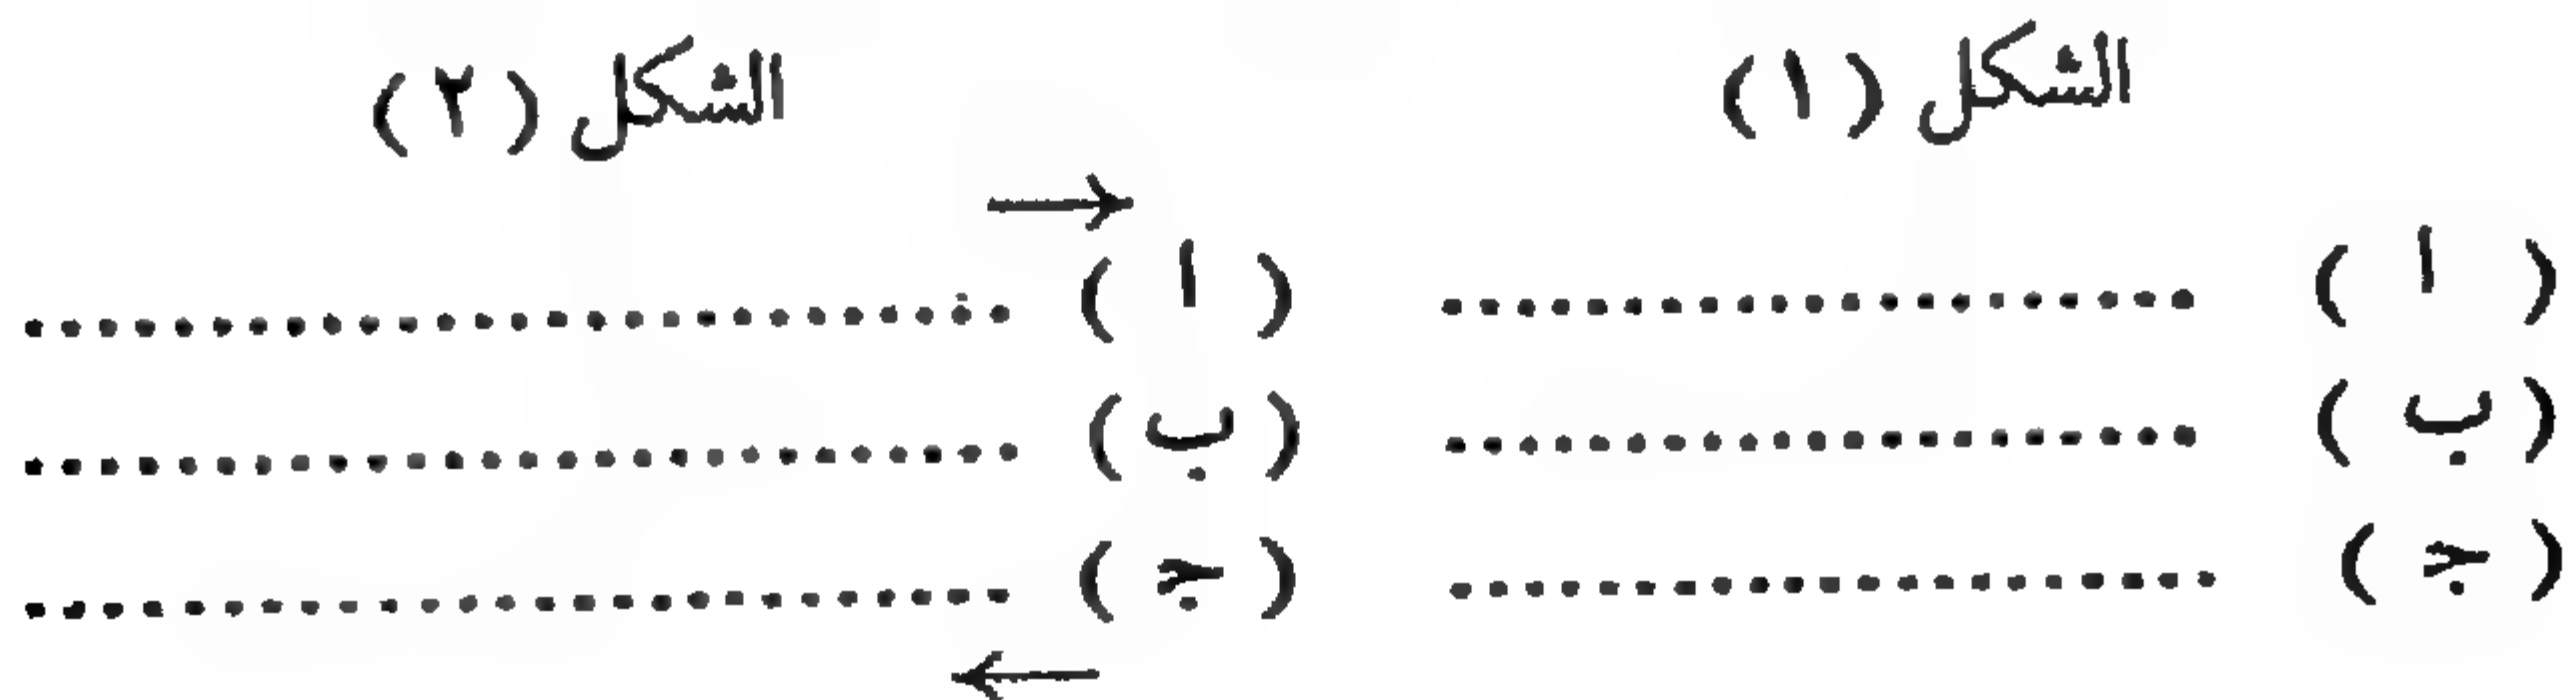 الشكل (١) الشكل (٢)
→
(ا) .................... (ا) ..........................
(ب) .................... (ب) ..........................
(ج) .................... (ج) ..........................
←